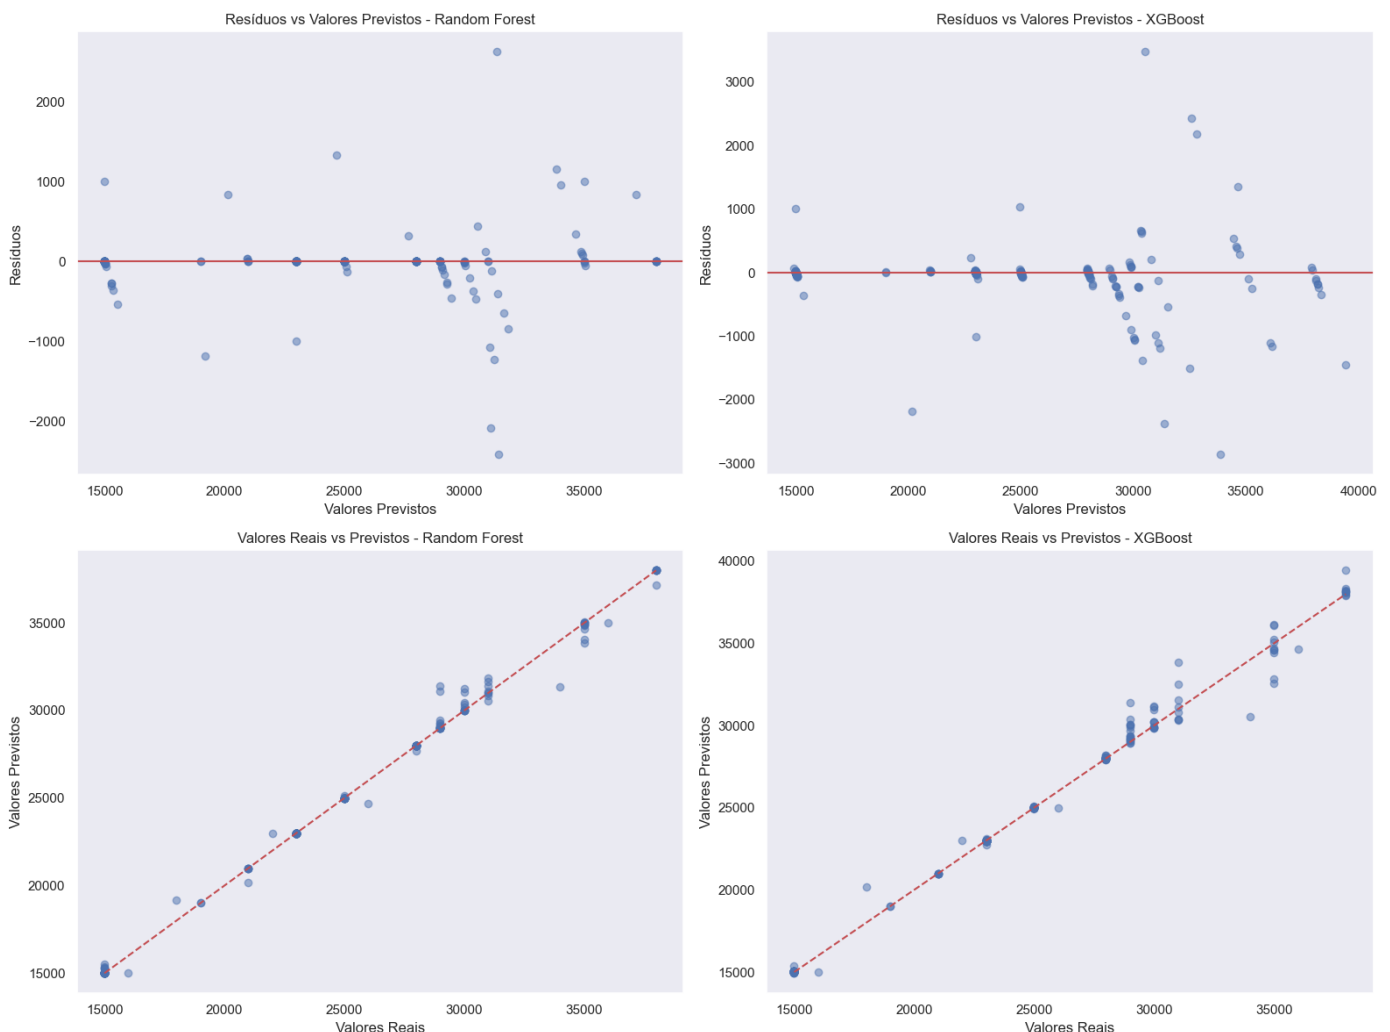 Resíduos vs Valores Previstos - Random Forest
Resíduos
2000
1000
0
−1000
−2000
15000 20000 25000 30000 35000
Valores Previstos
Resíduos vs Valores Previstos - XGBoost
Resíduos
3000
2000
1000
0
−1000
−2000
−3000
15000 20000 25000 30000 35000 40000
Valores Previstos
Valores Reais vs Previstos - Random Forest
Valores Previstos
35000
30000
25000
20000
15000
15000 20000 25000 30000 35000
Valores Reais
Valores Reais vs Previstos - XGBoost
Valores Previstos
40000
35000
30000
25000
20000
15000
15000 20000 25000 30000 35000
Valores Reais